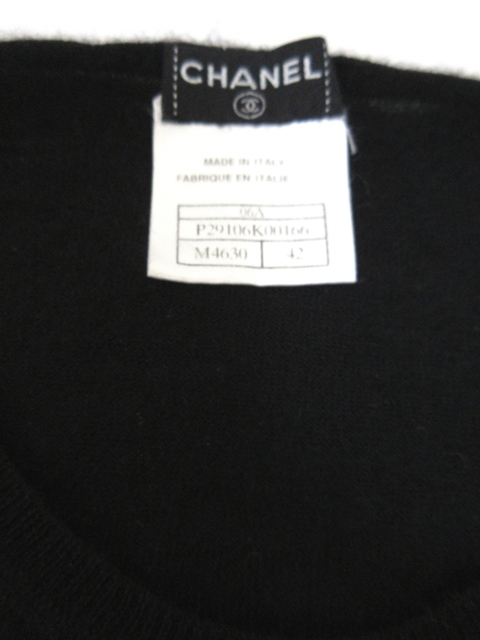 CHANEL
MADE IN ITALY
FABRIQUE EN ITALIE
06A
P29106K00166
M4630 42